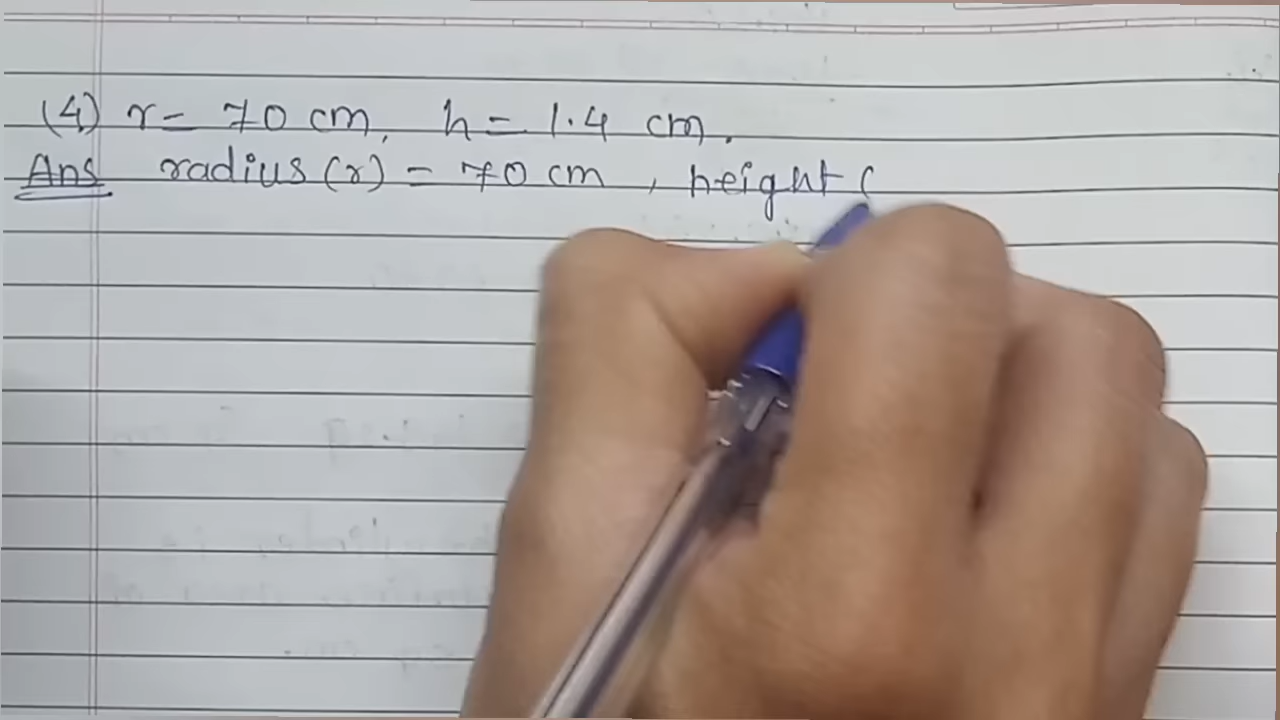 (4) r = 70 cm, h = 1.4 cm.
Ans radius (r) = 70 cm, height (